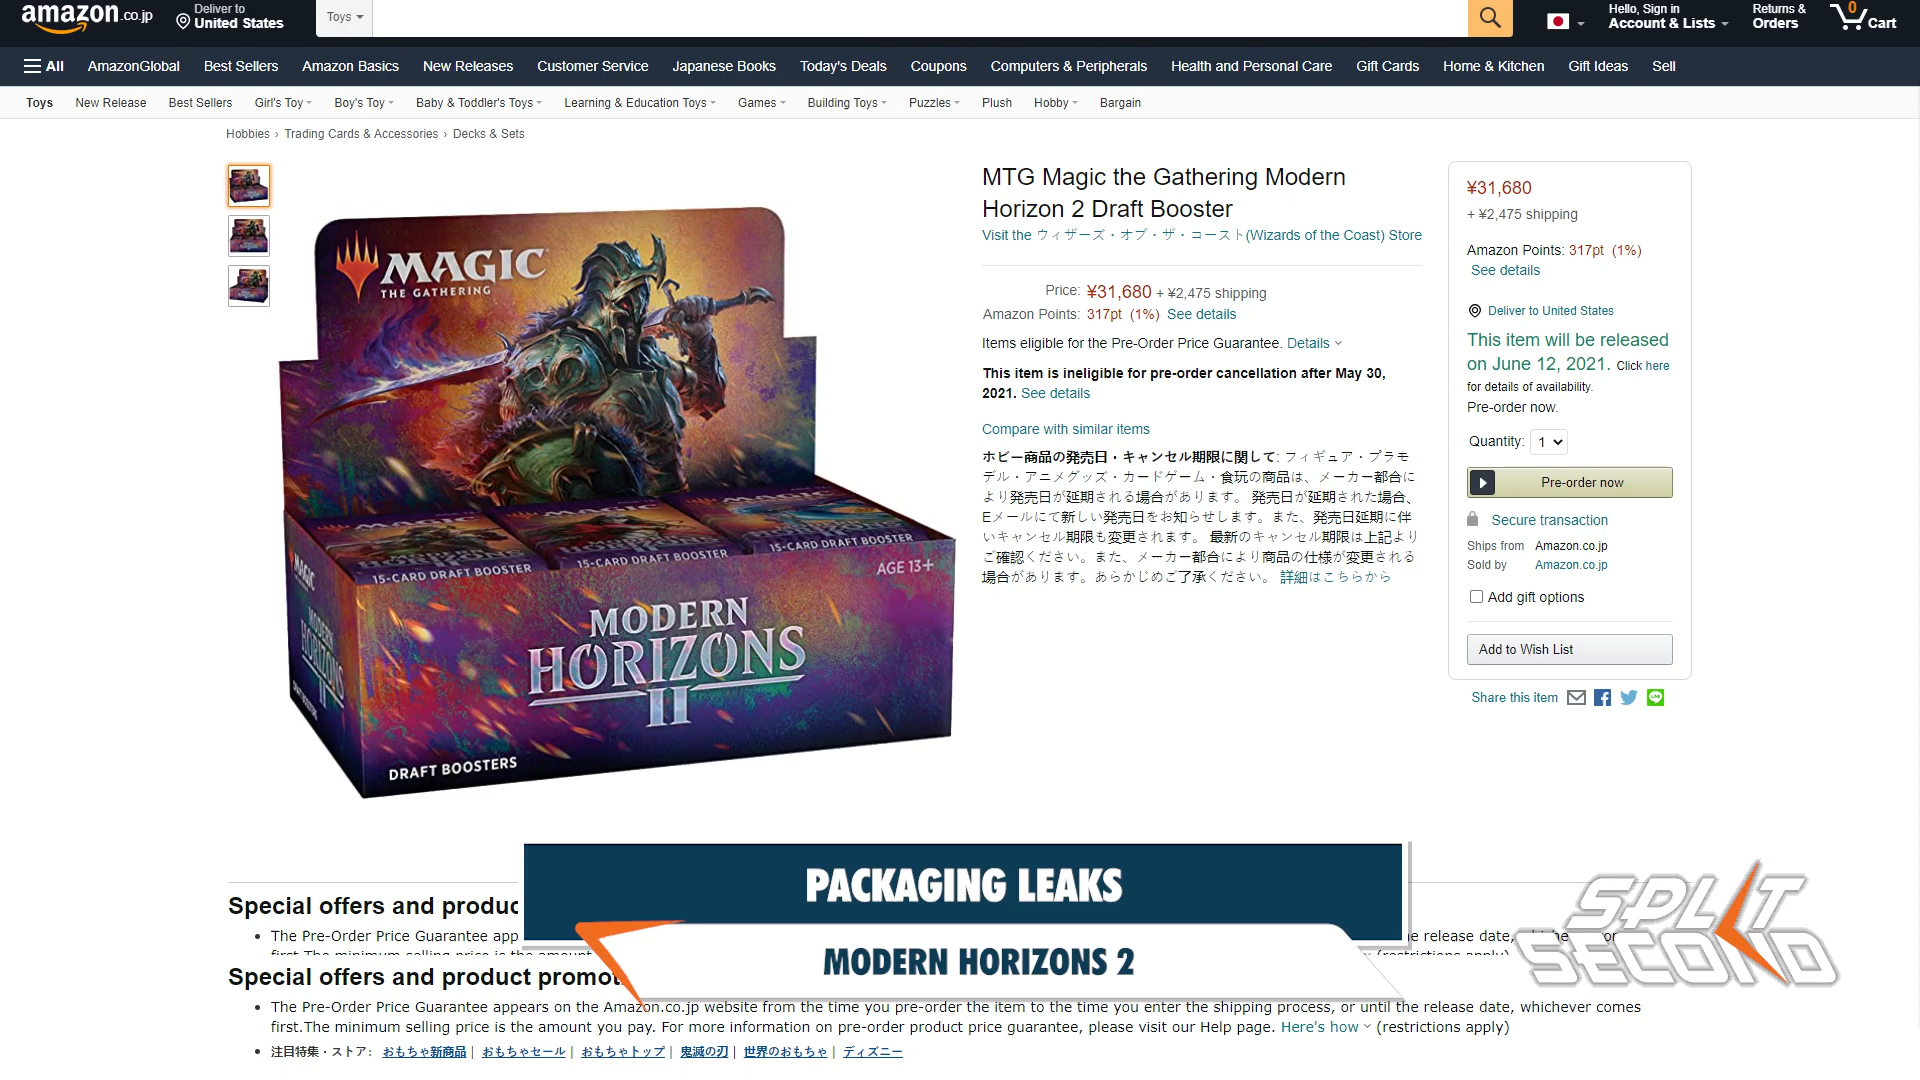 amazon.co.jp
Deliver to
United States
Toys
Hello, Sign in
Account & Lists
Returns &
Orders
0
Cart
All AmazonGlobal Best Sellers Amazon Basics New Releases Customer Service Japanese Books Today's Deals Coupons Computers & Peripherals Health and Personal Care Gift Cards Home & Kitchen Gift Ideas Sell
Toys New Release Best Sellers Girl's Toy Boy's Toy Baby & Toddler's Toys Learning & Education Toys Games Building Toys Puzzles Plush Hobby Bargain
Hobbies › Trading Cards & Accessories › Decks & Sets
MAGIC
THE GATHERING
15-CARD DRAFT BOOSTER
15-CARD DRAFT BOOSTER
15-CARD DRAFT BOOSTER
AGE 13+
MAGIC
MODERN
HORIZONS
II
MODERN
HORIZONS
II
DRAFT BOOSTERS
MTG Magic the Gathering Modern
Horizon 2 Draft Booster
Visit the ウィザーズ・オブ・ザ・コースト(Wizards of the Coast) Store
Price: ¥31,680 + ¥2,475 shipping
Amazon Points: 317pt (1%) See details
Items eligible for the Pre-Order Price Guarantee. Details
This item is ineligible for pre-order cancellation after May 30,
2021. See details
Compare with similar items
ホビー商品の発売日・キャンセル期限に関して: フィギュア・プラモ
デル・アニメグッズ・カードゲーム・食玩の商品は、メーカー都合に
より発売日が延期される場合があります。 発売日が延期された場合、
Eメールにて新しい発売日をお知らせします。また、発売日延期に伴
いキャンセル期限も変更されます。 最新のキャンセル期限は上記より
ご確認ください。また、メーカー都合により商品の仕様が変更される
場合があります。あらかじめご了承ください。 詳細はこちらから
¥31,680
+ ¥2,475 shipping
Amazon Points: 317pt (1%)
See details
Deliver to United States
This item will be released
on June 12, 2021. Click here
for details of availability.
Pre-order now.
Quantity: 1
Pre-order now
Secure transaction
Ships from Amazon.co.jp
Sold by Amazon.co.jp
Add gift options
Add to Wish List
Share this item
PACKAGING LEAKS
MODERN HORIZONS 2
SPLIT
SECOND
Special offers and produc
The Pre-Order Price Guarantee app
e release date,
Special offers and product promot
The Pre-Order Price Guarantee appears on the Amazon.co.jp website from the time you pre-order the item to the time you enter the shipping process, or until the release date, whichever comes
first.The minimum selling price is the amount you pay. For more information on pre-order product price guarantee, please visit our Help page. Here's how (restrictions apply)
注目特集・ストア: おもちゃ新商品 | おもちゃセール | おもちゃトップ | 鬼滅の刃 | 世界のおもちゃ | ディズニー